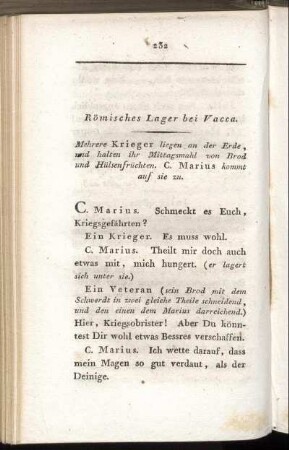 232
Römisches Lager bei Vacca.
Mehrere Krieger liegen an der Erde,
und halten ihr Mittagsmahl von Brod
und Hülsenfrüchten. C. Marius kommt
auf sie zu.
C. Marius. Schmeckt es Euch,
Kriegsgefährten?
Ein Krieger. Es muss wohl.
C. Marius. Theilt mir doch auch
etwas mit, mich hungert. (er lagert
sich unter sie.)
Ein Veteran (sein Brod mit dem
Schwerdt in zwei gleiche Theile schneidend,
und den einen dem Marius darreichend.)
Hier, Kriegsobrister! Aber Du könn-
test Dir wohl etwas Bessres verschaffen.
C. Marius. Ich wette darauf, dass
mein Magen so gut verdaut, als der
Deinige.